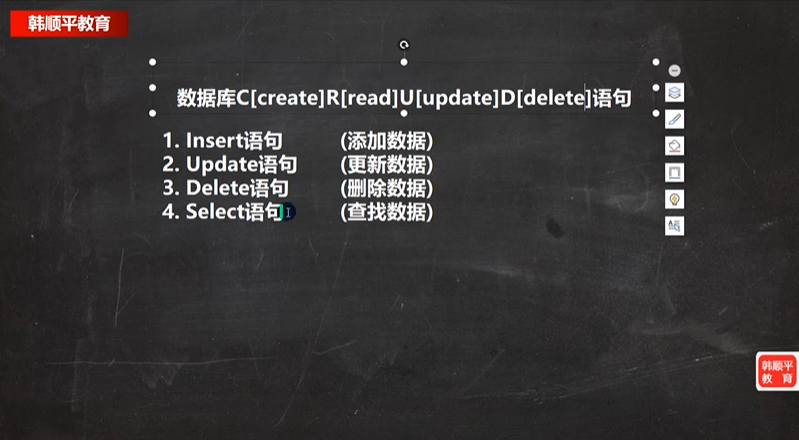 韩顺平教育
数据库C[create]R[read]U[update]D[delete]语句
1. Insert语句 (添加数据)
2. Update语句 (更新数据)
3. Delete语句 (删除数据)
4. Select语句 (查找数据)
韩顺平
教 育